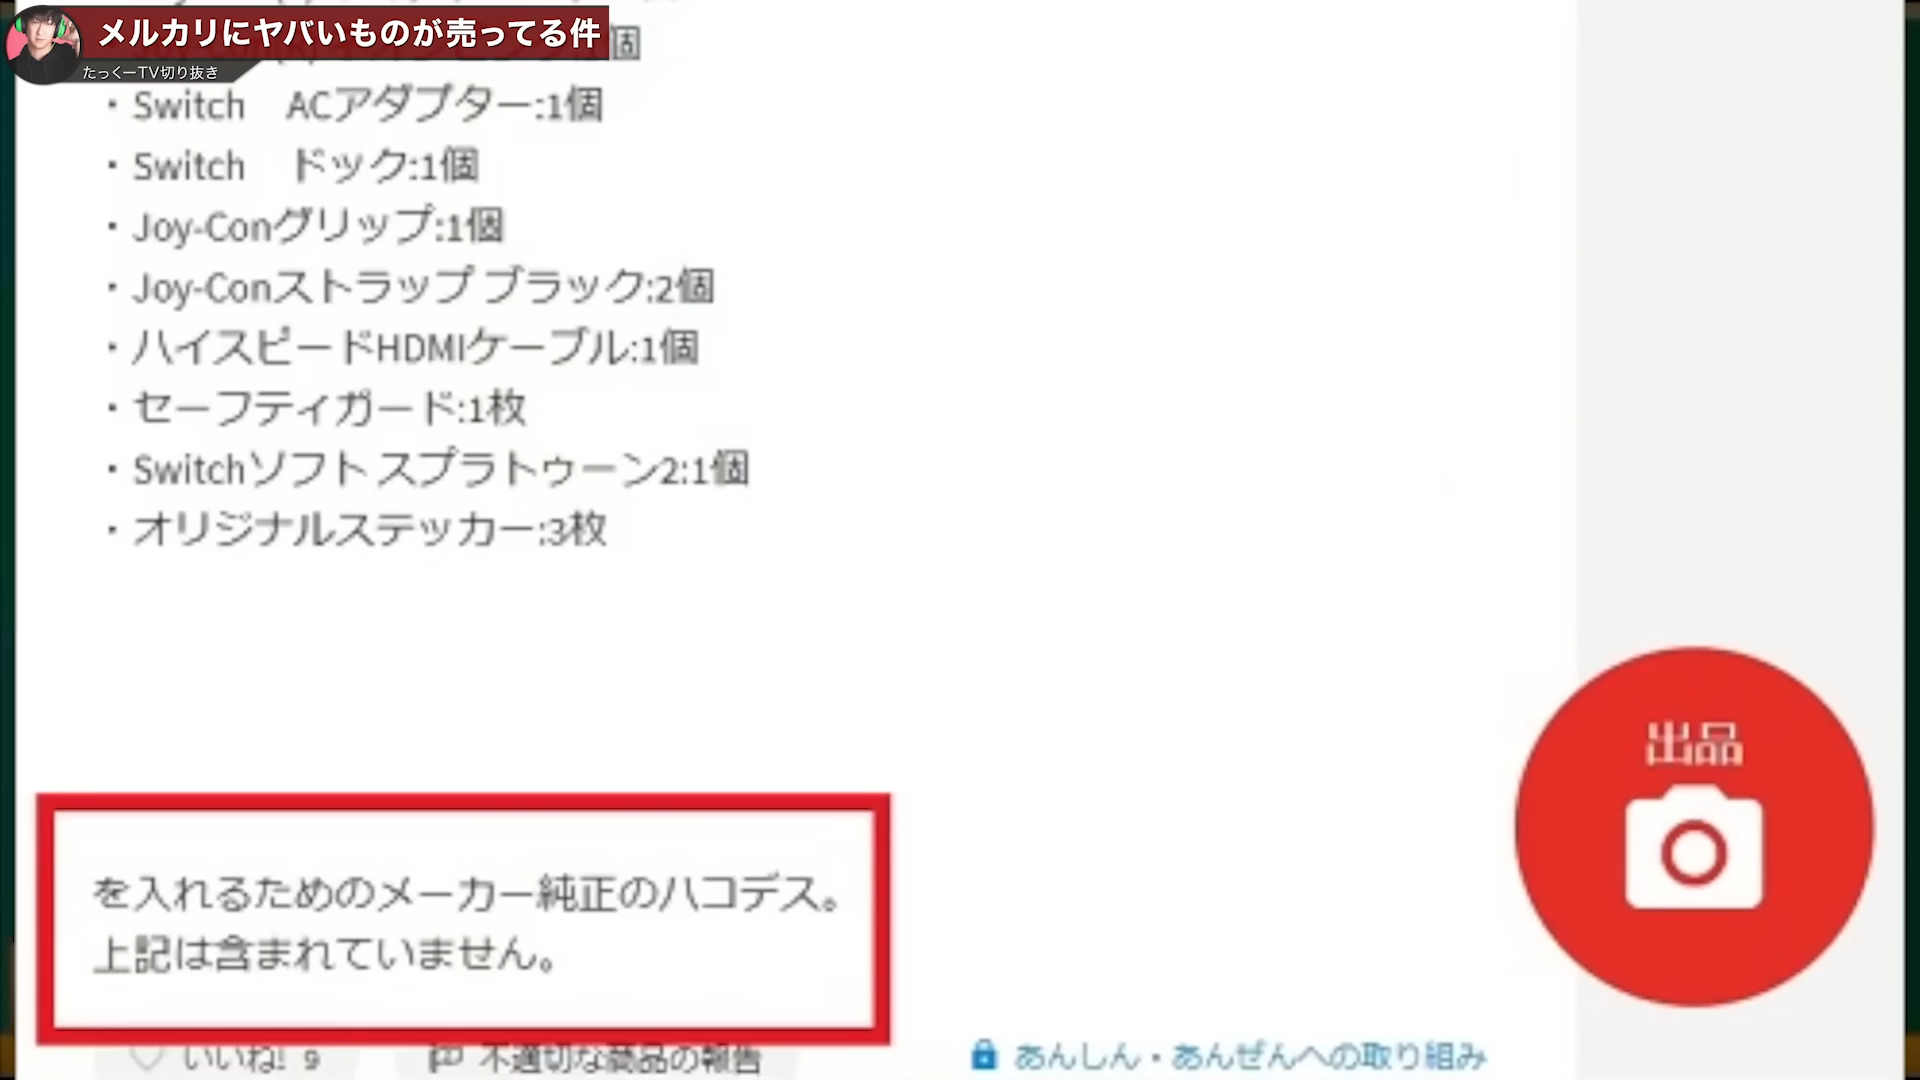 メルカリにヤバいものが売ってる件
個
たっくーTV切り抜き
・Switch　ACアダプター:1個
・Switch　ドック:1個
・Joy-Conグリップ:1個
・Joy-Conストラップ ブラック:2個
・ハイスピードHDMIケーブル:1個
・セーフティガード:1枚
・Switchソフト スプラトゥーン2:1個
・オリジナルステッカー:3枚
出品
を入れるためのメーカー純正のハコデス。
上記は含まれていません。
いいね! 9
不適切な商品の報告
あんしん・あんぜんへの取り組み